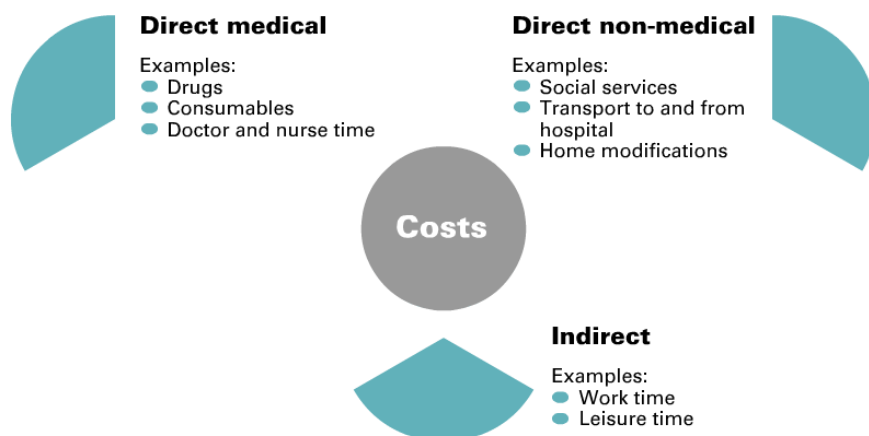 Direct medical
Examples:
Drugs
Consumables
Doctor and nurse time
Direct non-medical
Examples:
Social services
Transport to and from
hospital
Home modifications
Costs
Indirect
Examples:
Work time
Leisure time